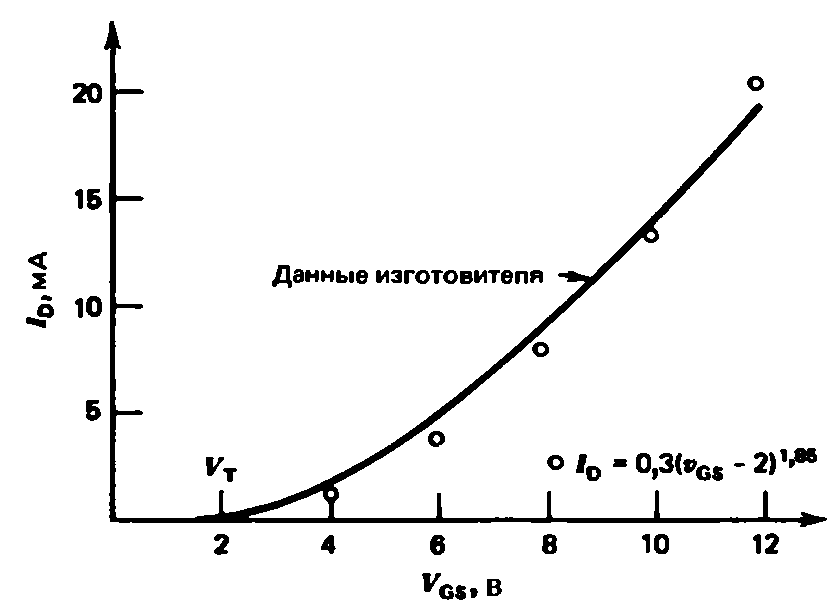 20
15
10
5
I_D, мА
Данные изготовителя
V_T
I_D = 0,3(v_GS - 2)^1,85
2 4 6 8 10 12
V_GS, В